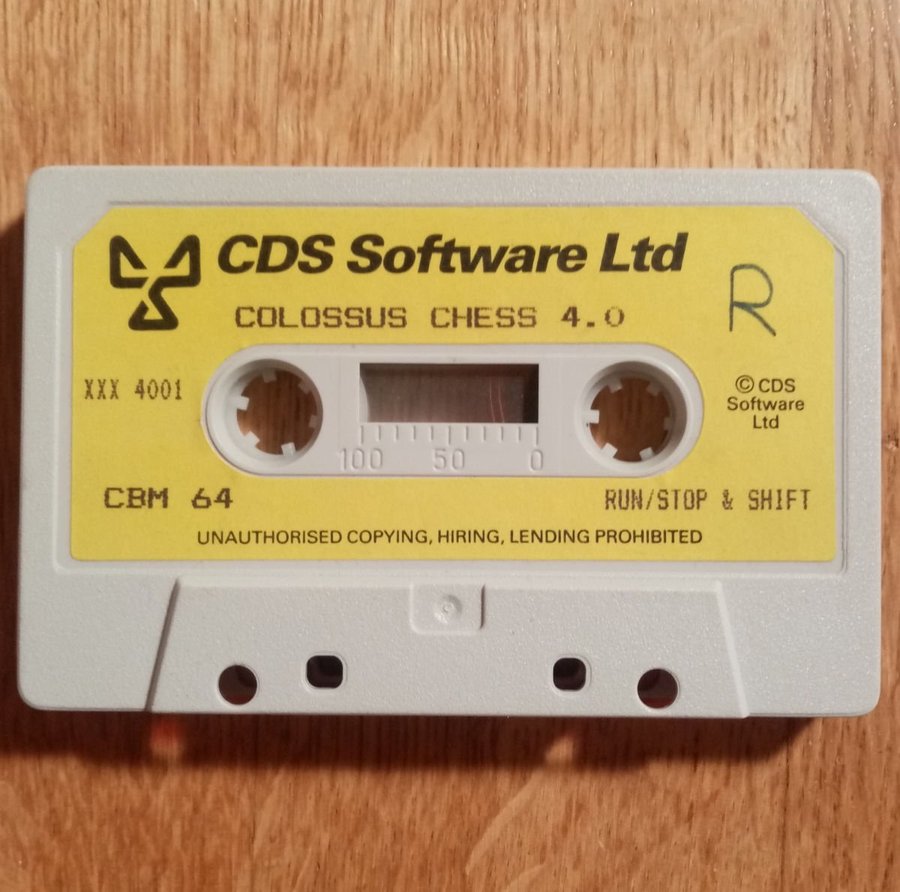 CDS Software Ltd
R
COLOSSUS CHESS 4.0
XXX 4001
© CDS
Software
Ltd
100 50 0
CBM 64
RUN/STOP & SHIFT
UNAUTHORISED COPYING, HIRING, LENDING PROHIBITED